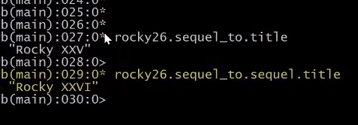 b(main):024:0*
b(main):025:0*
b(main):026:0*
b(main):027:0* rocky26.sequel_to.title
"Rocky XXV"
b(main):028:0>
b(main):029:0* rocky26.sequel_to.sequel.title
"Rocky XXVI"
b(main):030:0>